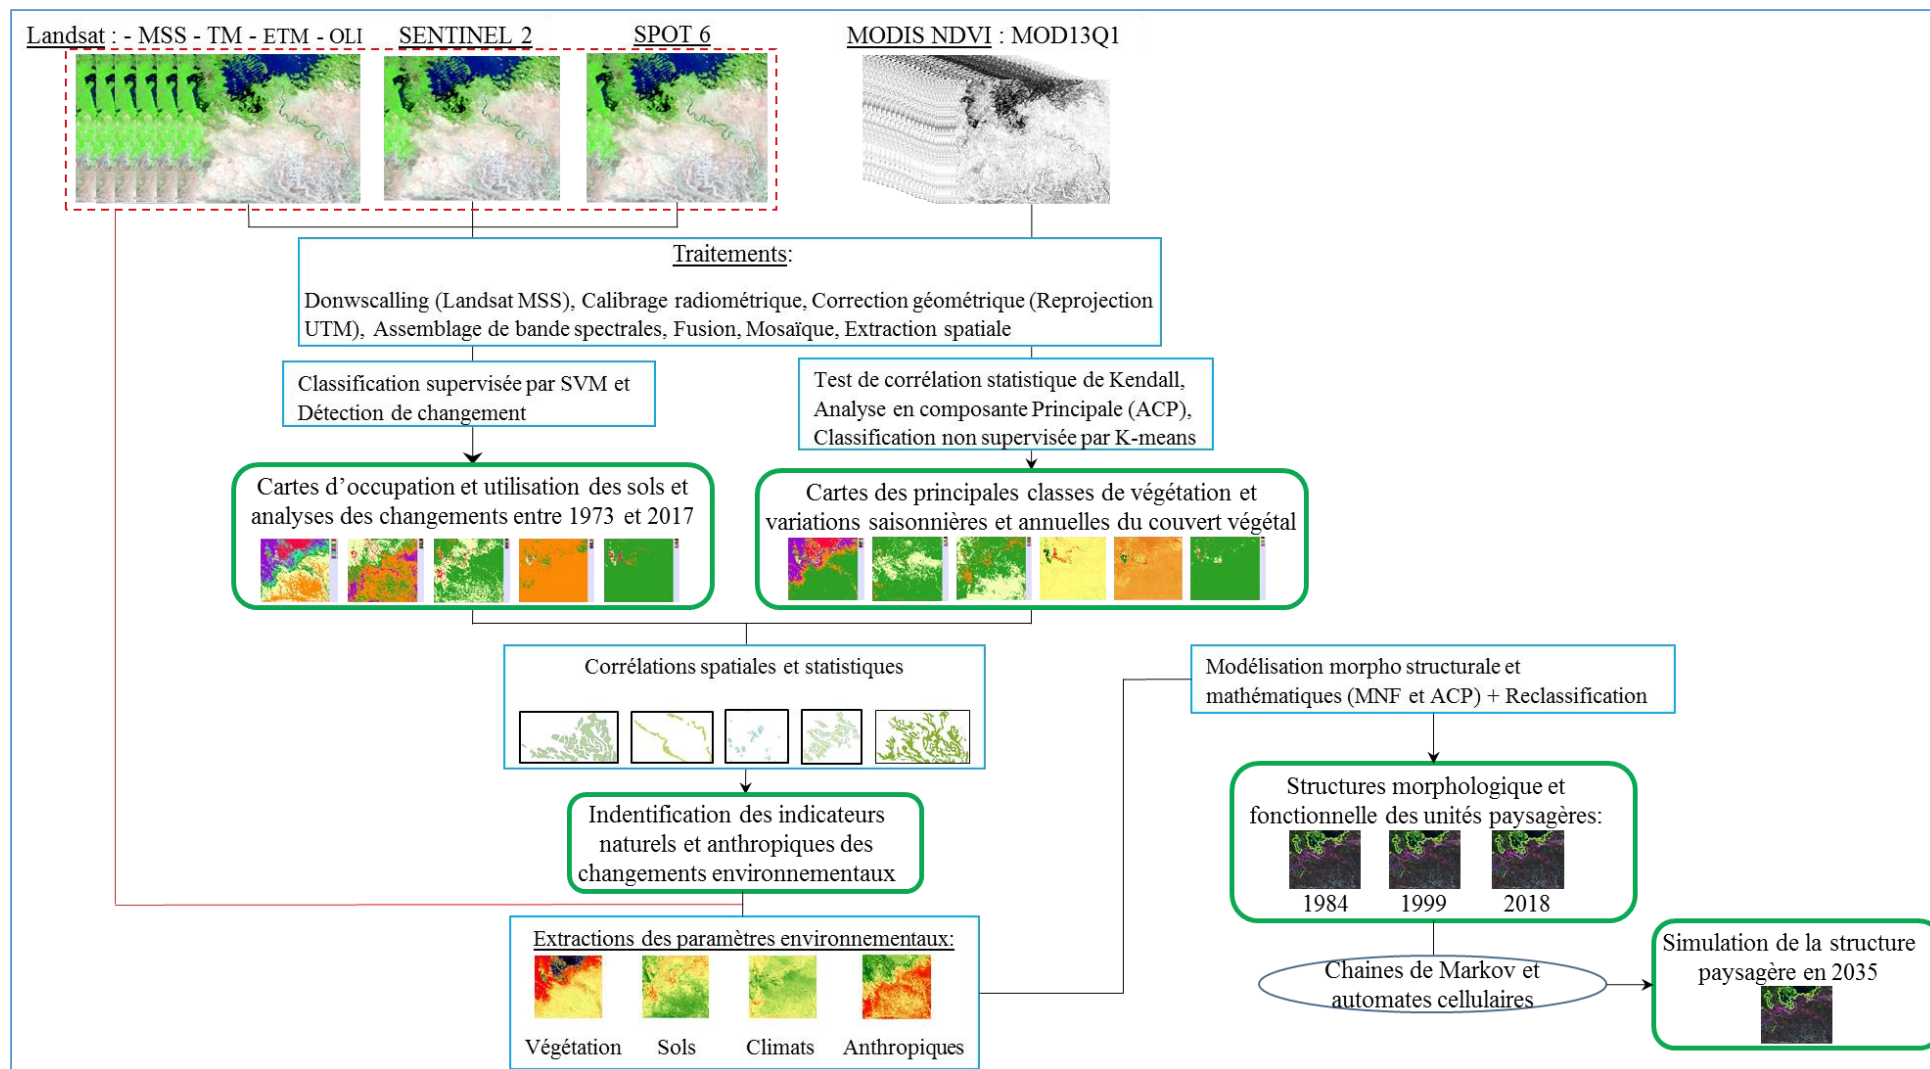 Landsat : - MSS - TM - ETM - OLI
SENTINEL 2
SPOT 6
MODIS NDVI : MOD13Q1
Traitements:
Donwscalling (Landsat MSS), Calibrage radiométrique, Correction géométrique (Reprojection
UTM), Assemblage de bande spectrales, Fusion, Mosaïque, Extraction spatiale
Classification supervisée par SVM et
Détection de changement
Test de corrélation statistique de Kendall,
Analyse en composante Principale (ACP),
Classification non supervisée par K-means
Cartes d’occupation et utilisation des sols et
analyses des changements entre 1973 et 2017
Cartes des principales classes de végétation et
variations saisonnières et annuelles du couvert végétal
Corrélations spatiales et statistiques
Indentification des indicateurs
naturels et anthropiques des
changements environnementaux
Extractions des paramètres environnementaux:
Végétation
Sols
Climats
Anthropiques
Modélisation morpho structurale et
mathématiques (MNF et ACP) + Reclassification
Structures morphologique et
fonctionnelle des unités paysagères:
1984
1999
2018
Chaines de Markov et
automates cellulaires
Simulation de la structure
paysagère en 2035